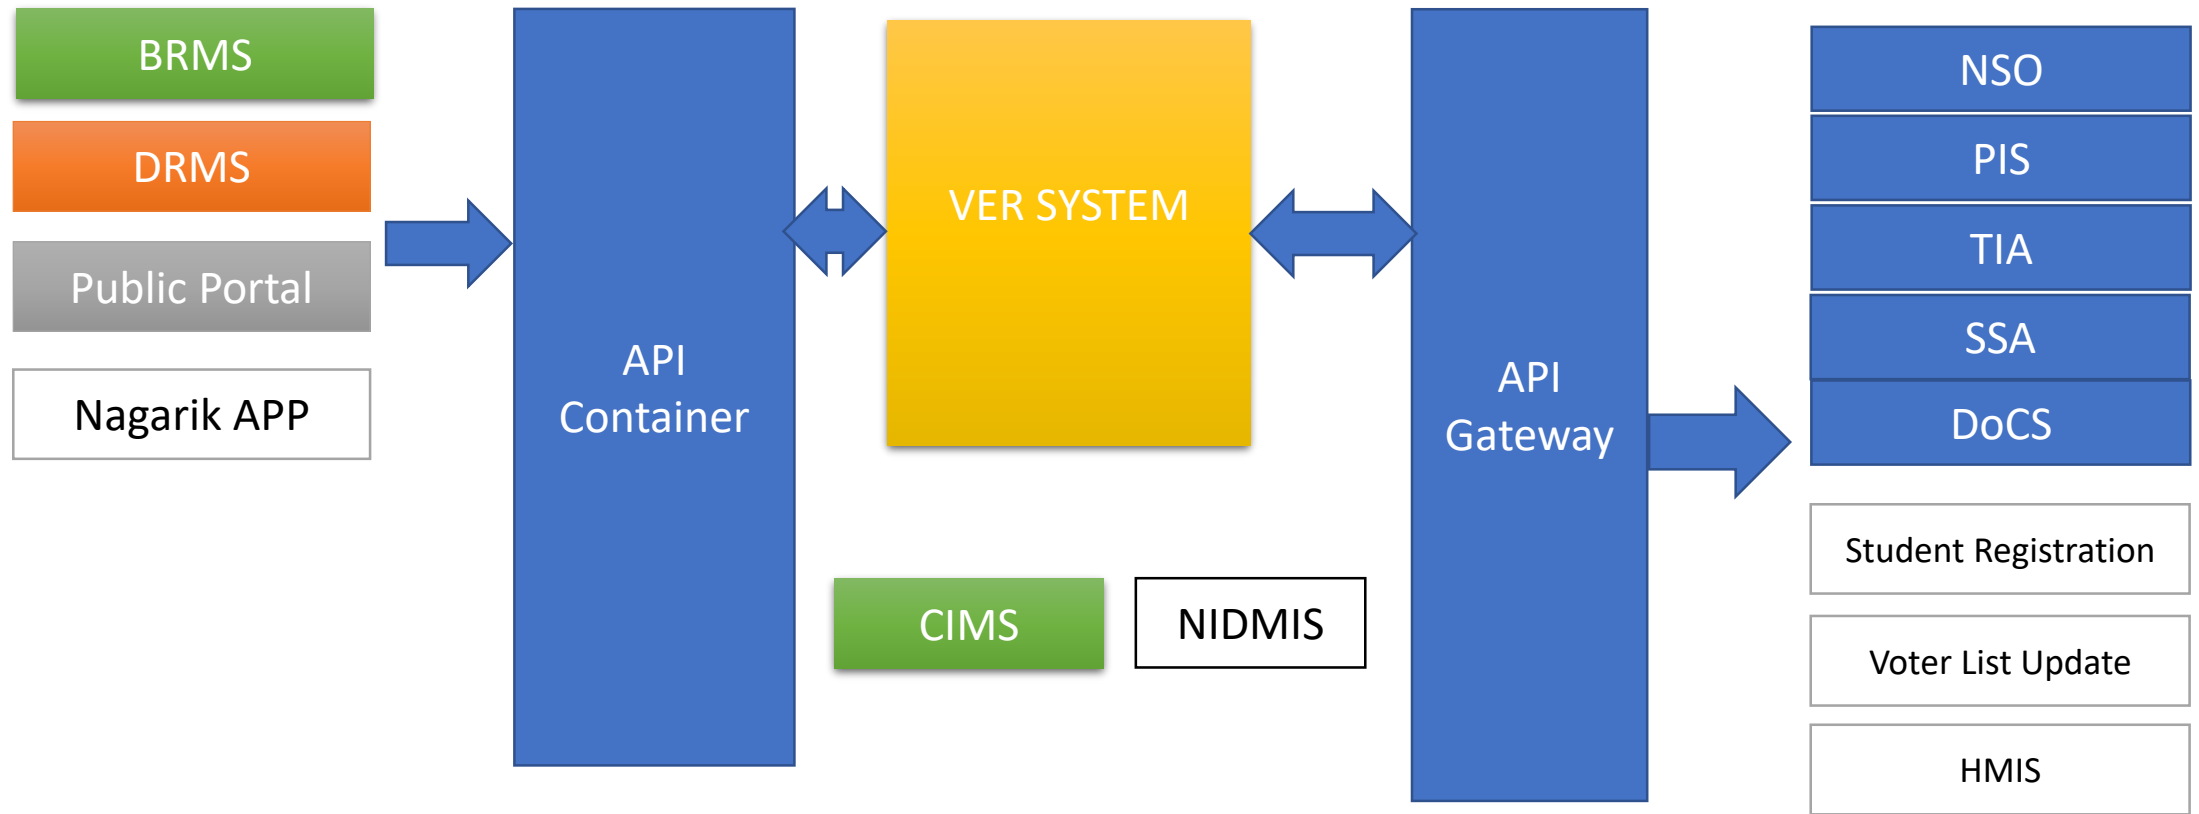 BRMS
DRMS
Public Portal
Nagarik APP
API
Container
VER SYSTEM
CIMS
NIDMIS
API
Gateway
NSO
PIS
TIA
SSA
DoCS
Student Registration
Voter List Update
HMIS